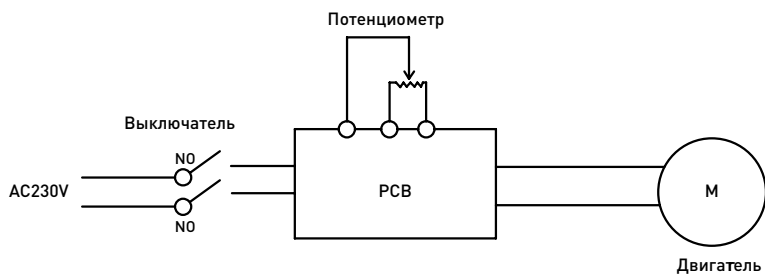 Потенциометр
Выключатель
NO
AC230V
NO
PCB
M
Двигатель